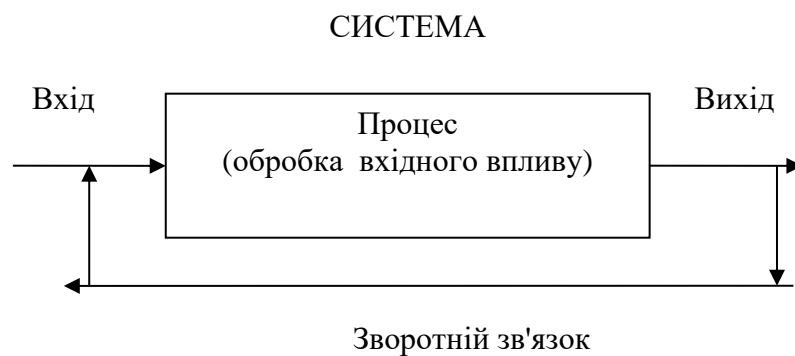 СИСТЕМА
Вхід
Вихід
Процес
(обробка вхідного впливу)
Зворотній зв'язок